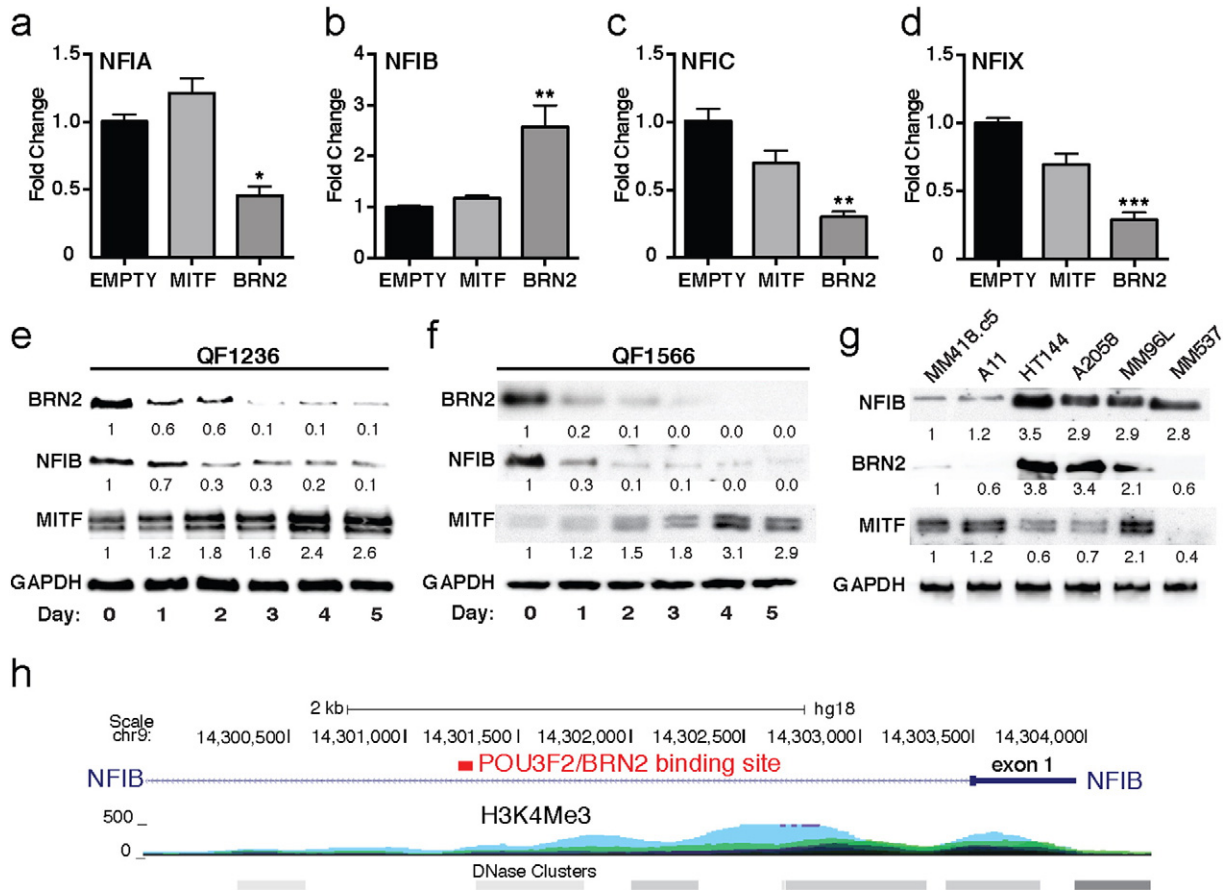 a
NFIA
Fold Change
1.5
1.0
0.5
0
*
EMPTY MITF BRN2
b
NFIB
Fold Change
4
3
2
1
0
**
EMPTY MITF BRN2
c
NFIC
Fold Change
1.5
1.0
0.5
0
**
EMPTY MITF BRN2
d
NFIX
Fold Change
1.5
1.0
0.5
0
***
EMPTY MITF BRN2
e
QF1236
BRN2
1 0.6 0.6 0.1 0.1 0.1
NFIB
1 0.7 0.3 0.3 0.2 0.1
MITF
1 1.2 1.8 1.6 2.4 2.6
GAPDH
Day: 0 1 2 3 4 5
f
QF1566
BRN2
1 0.2 0.1 0.0 0.0 0.0
NFIB
1 0.3 0.1 0.1 0.0 0.0
MITF
1 1.2 1.5 1.8 3.1 2.9
GAPDH
Day: 0 1 2 3 4 5
g
MM418.c5 A11 HT144 A2058 MM96L MM537
NFIB
1 1.2 3.5 2.9 2.9 2.8
BRN2
1 0.6 3.8 3.4 2.1 0.6
MITF
1 1.2 0.6 0.7 2.1 0.4
GAPDH
h
Scale 2 kb hg18
chr9: 14,300,500 14,301,000 14,301,500 14,302,000 14,302,500 14,303,000 14,303,500 14,304,000
POU3F2/BRN2 binding site exon 1
NFIB NFIB
H3K4Me3
500
0
DNase Clusters